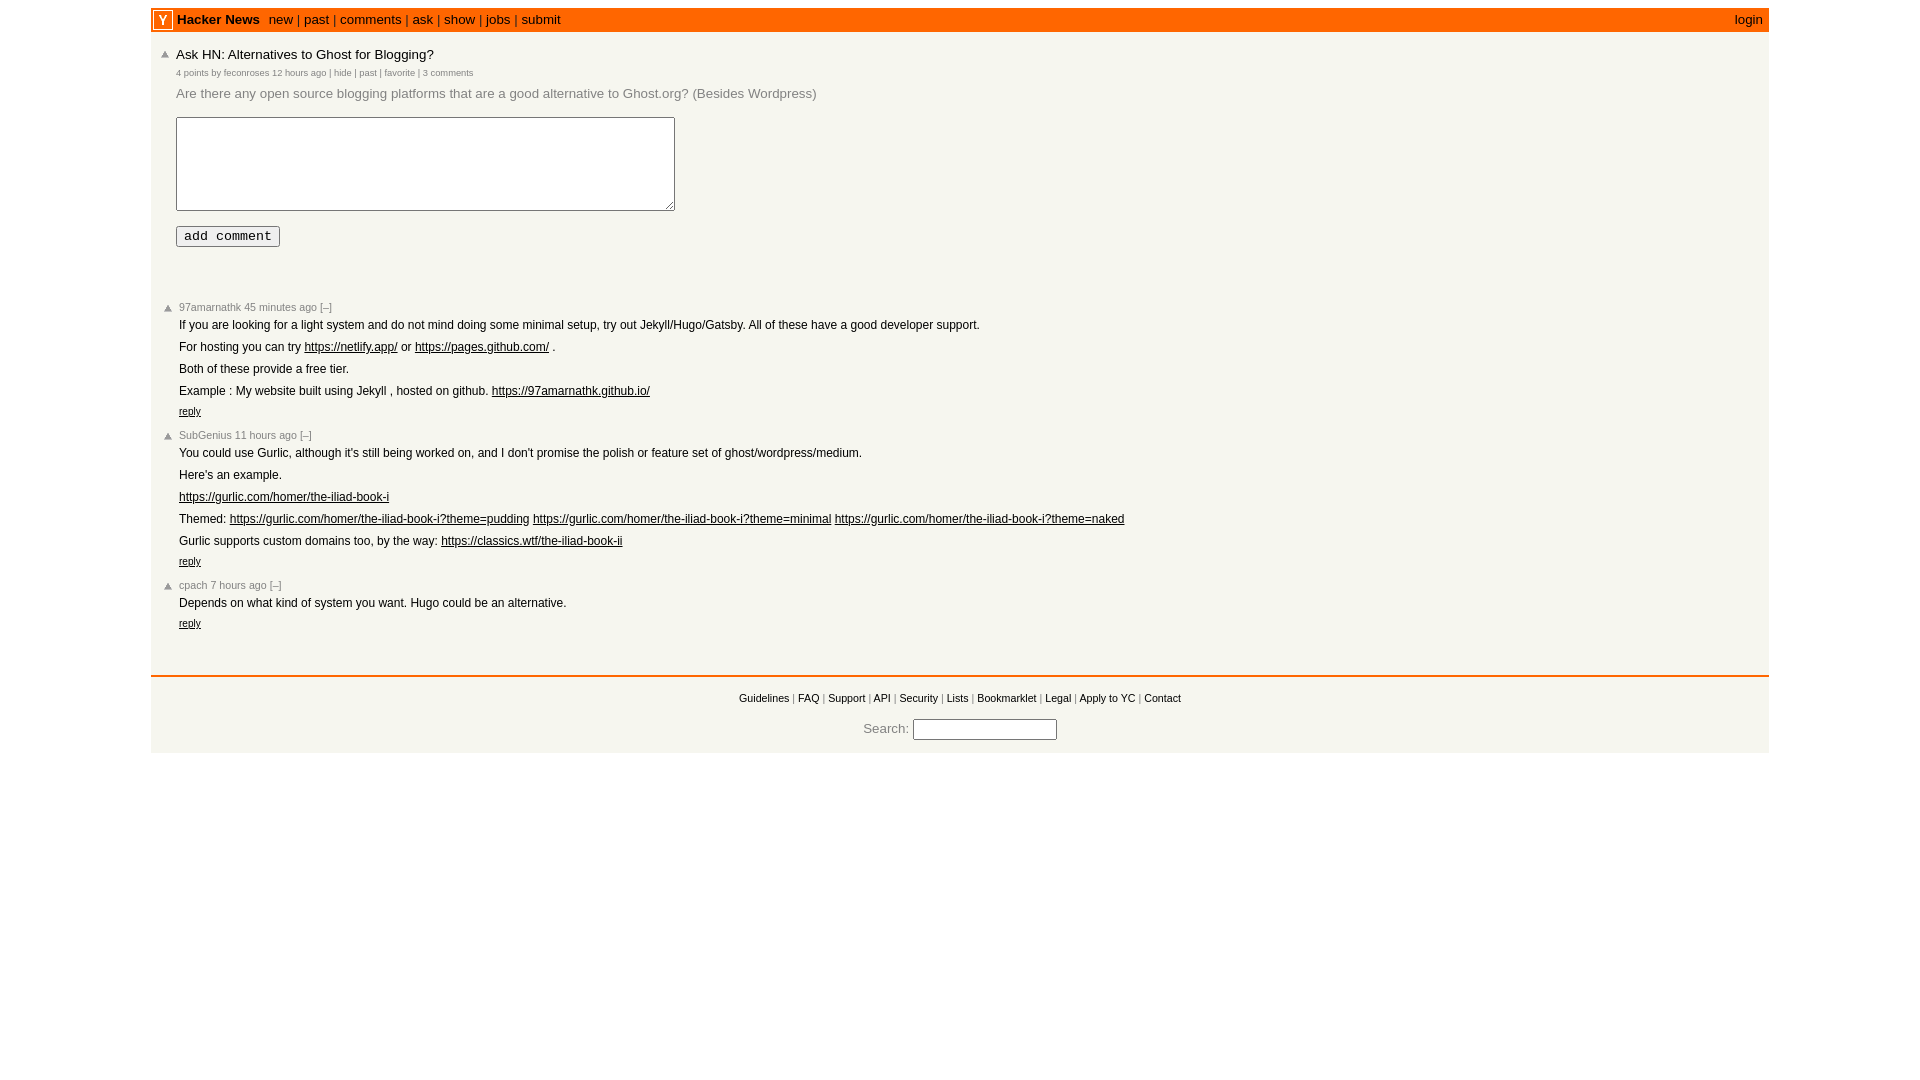 Y Hacker News new | past | comments | ask | show | jobs | submit login
Ask HN: Alternatives to Ghost for Blogging?
4 points by feconroses 12 hours ago | hide | past | favorite | 3 comments
Are there any open source blogging platforms that are a good alternative to Ghost.org? (Besides Wordpress)
add comment
97amarnathk 45 minutes ago [–]
If you are looking for a light system and do not mind doing some minimal setup, try out Jekyll/Hugo/Gatsby. All of these have a good developer support.
For hosting you can try https://netlify.app/ or https://pages.github.com/ .
Both of these provide a free tier.
Example : My website built using Jekyll , hosted on github. https://97amarnathk.github.io/
reply
SubGenius 11 hours ago [–]
You could use Gurlic, although it's still being worked on, and I don't promise the polish or feature set of ghost/wordpress/medium.
Here's an example.
https://gurlic.com/homer/the-iliad-book-i
Themed: https://gurlic.com/homer/the-iliad-book-i?theme=pudding https://gurlic.com/homer/the-iliad-book-i?theme=minimal https://gurlic.com/homer/the-iliad-book-i?theme=naked
Gurlic supports custom domains too, by the way: https://classics.wtf/the-iliad-book-ii
reply
cpach 7 hours ago [–]
Depends on what kind of system you want. Hugo could be an alternative.
reply
Guidelines | FAQ | Support | API | Security | Lists | Bookmarklet | Legal | Apply to YC | Contact
Search: